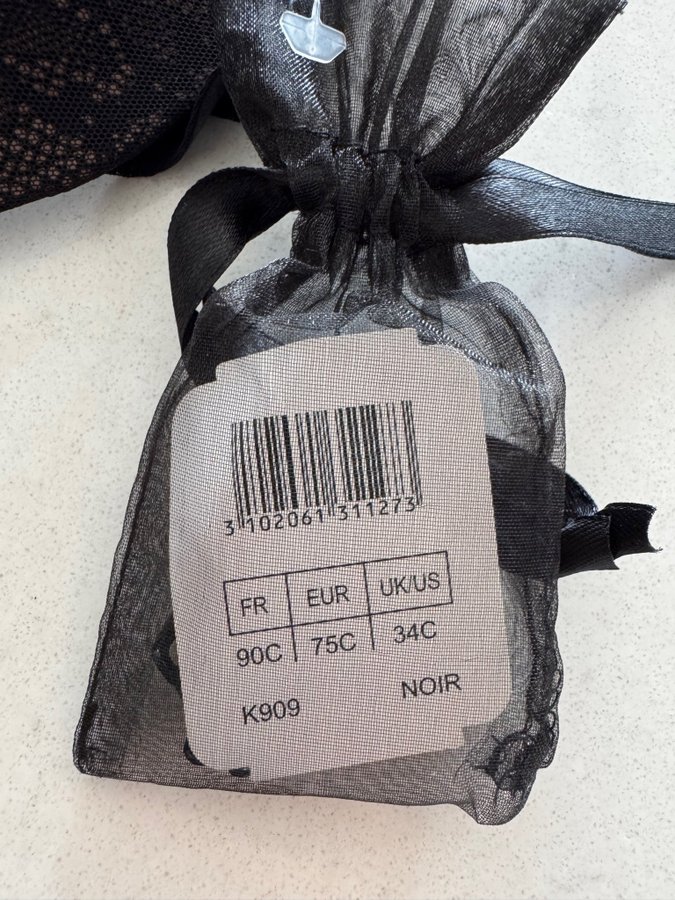 3 102061 311273
FR EUR UK/US
90C 75C 34C
K909 NOIR